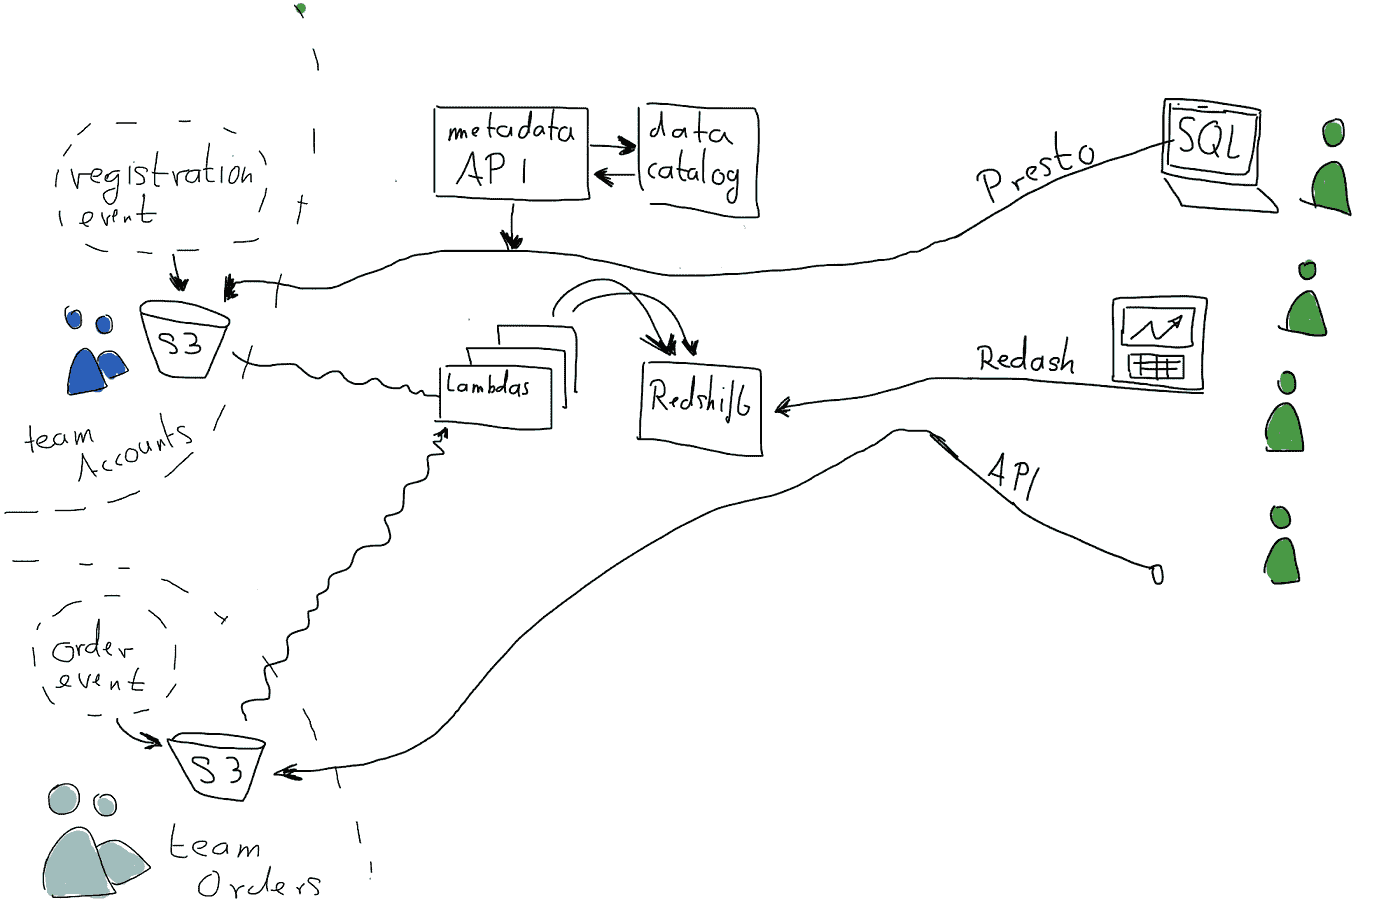 metadata
API
data
catalog
SQL
Presto
registration
event
S3
Lambdas
Redshift
Redash
team
Accounts
API
order
event
S3
team
Orders